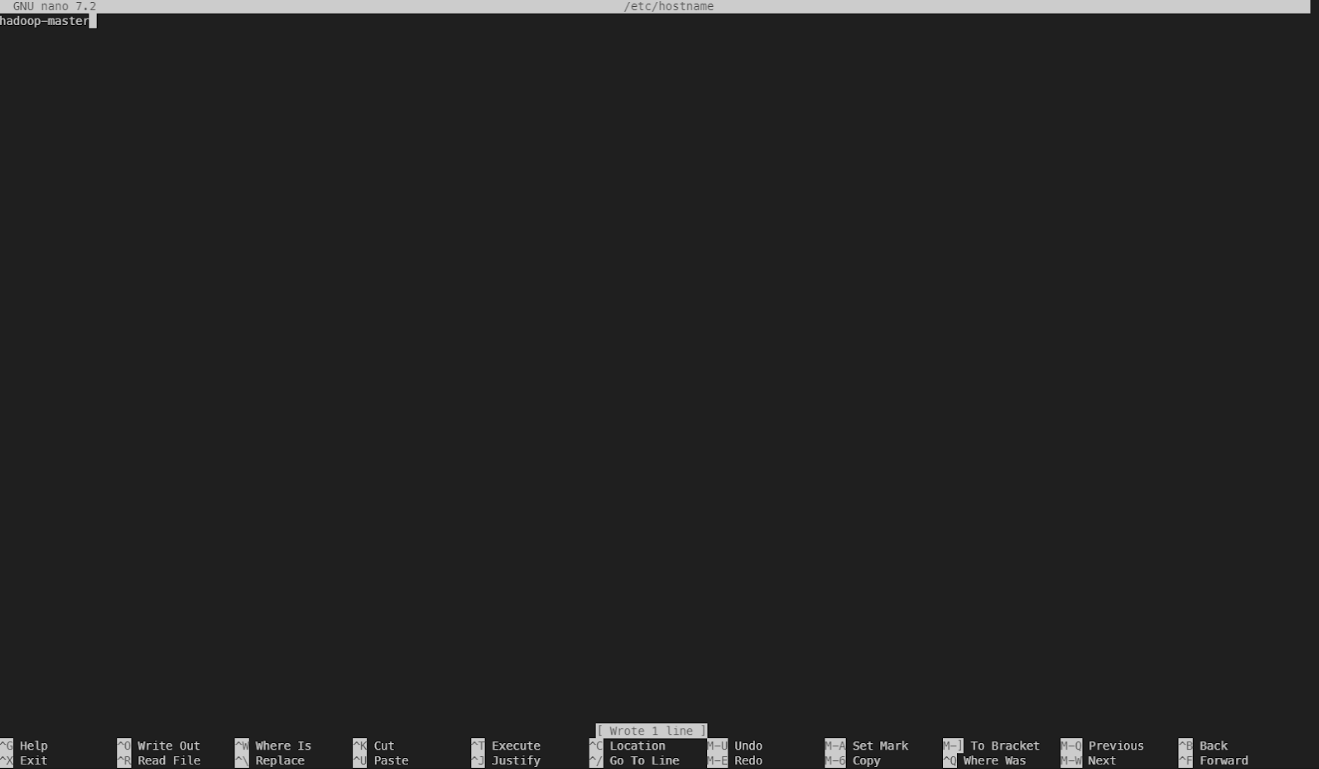 GNU nano 7.2 /etc/hostname
hadoop-master
[ Wrote 1 line ]
^G Help ^O Write Out ^W Where Is ^K Cut ^T Execute ^C Location M-U Undo M-A Set Mark M-] To Bracket M-Q Previous ^B Back
^X Exit ^R Read File ^\ Replace ^U Paste ^J Justify ^/ Go To Line M-E Redo M-6 Copy ^Q Where Was M-W Next ^F Forward